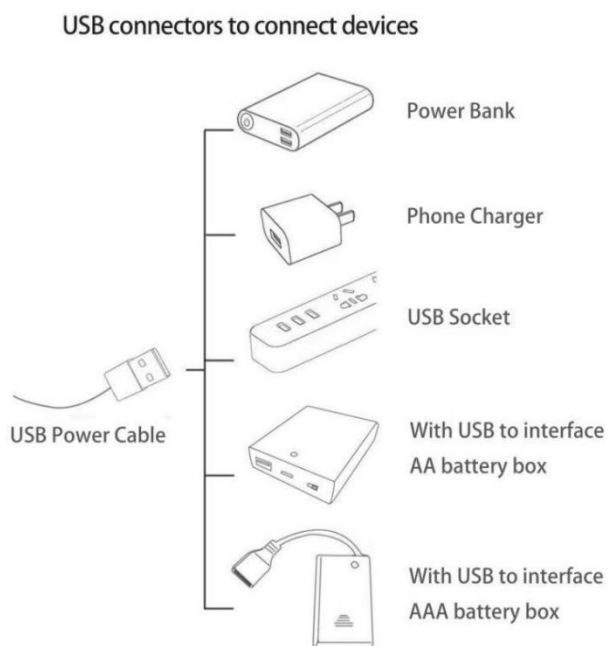 USB connectors to connect devices
Power Bank
Phone Charger
USB Socket
USB Power Cable
With USB to interface
AA battery box
With USB to interface
AAA battery box